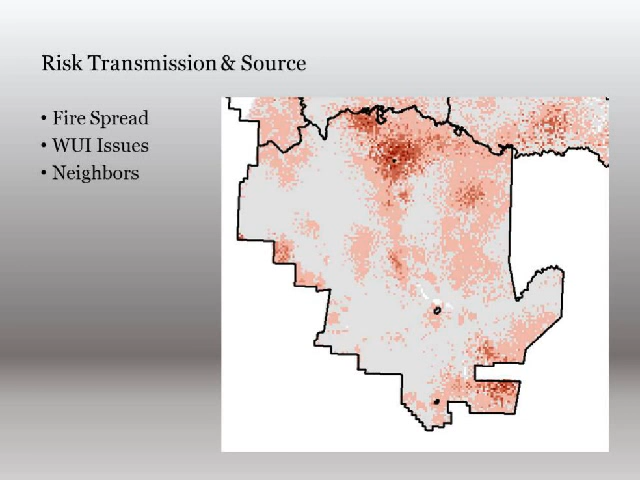 Risk Transmission & Source
• Fire Spread
• WUI Issues
• Neighbors